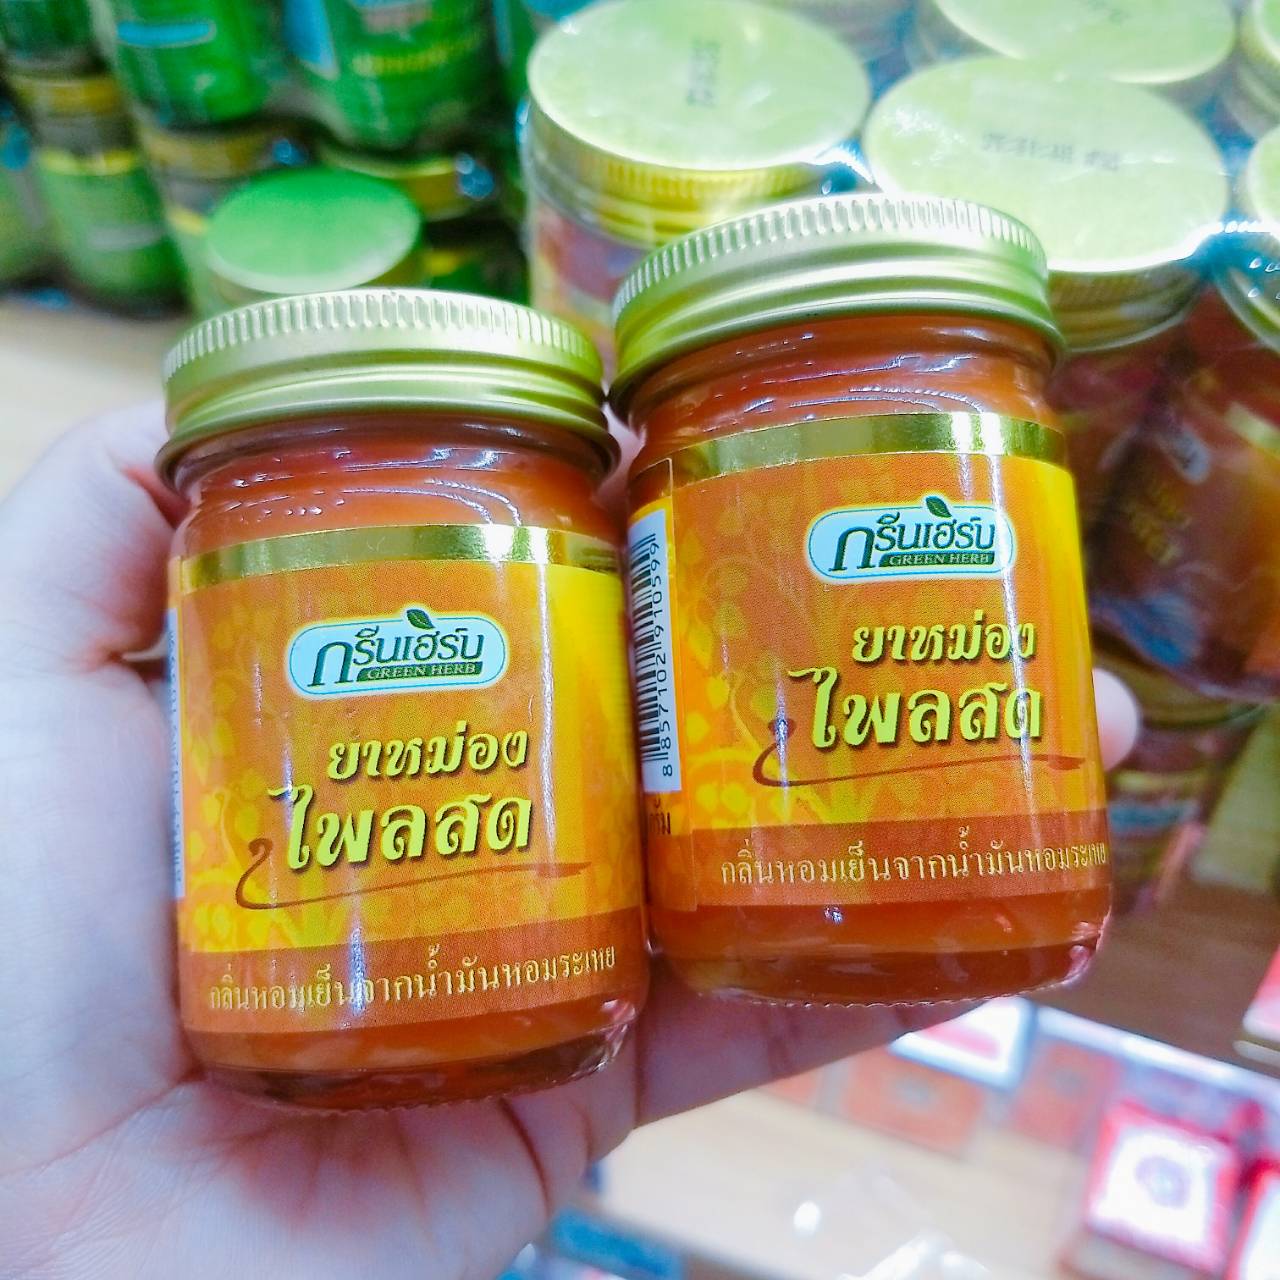 กรีนเฮิร์บ
GREEN HERB
ยาหม่อง
ไพลสด
กลิ่นหอมเย็นจากน้ำมันหอมระเหย
กรีนเฮิร์บ
GREEN HERB
ยาหม่อง
ไพลสด
กลิ่นหอมเย็นจากน้ำมันหอมระเหย
8857102910599